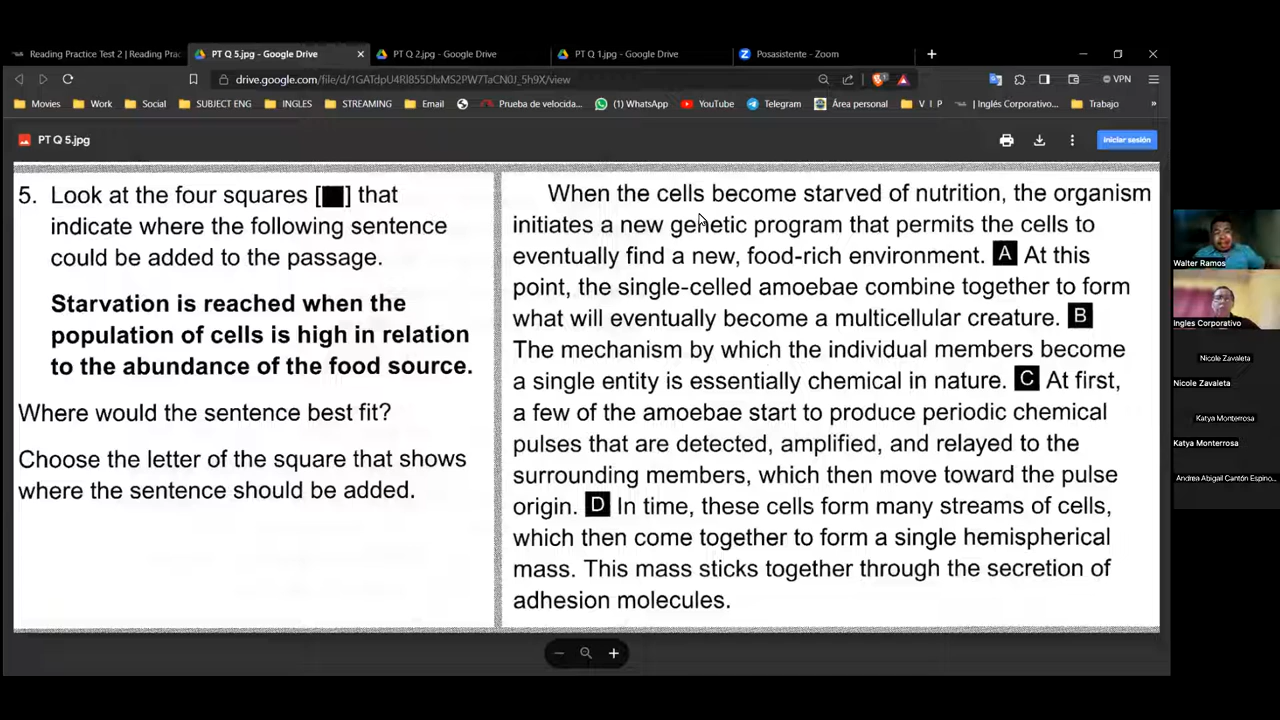 Reading Practice Test 2 | Reading Prac
PT Q 5.jpg - Google Drive
PT Q 2.jpg - Google Drive
PT Q 1.jpg - Google Drive
Posasistente - Zoom
VPN
Movies
Work
Social
SUBJECT ENG
INGLES
STREAMING
Email
Prueba de velocida...
(1) WhatsApp
YouTube
Telegram
Área personal
V I P
| Inglés Corporativo...
Trabajo
PT Q 5.jpg
Iniciar sesión
5. Look at the four squares [■] that
indicate where the following sentence
could be added to the passage.
Starvation is reached when the
population of cells is high in relation
to the abundance of the food source.
Where would the sentence best fit?
Choose the letter of the square that shows
where the sentence should be added.
When the cells become starved of nutrition, the organism
initiates a new genetic program that permits the cells to
eventually find a new, food-rich environment. A At this
point, the single-celled amoebae combine together to form
what will eventually become a multicellular creature. B
The mechanism by which the individual members become
a single entity is essentially chemical in nature. C At first,
a few of the amoebae start to produce periodic chemical
pulses that are detected, amplified, and relayed to the
surrounding members, which then move toward the pulse
origin. D In time, these cells form many streams of cells,
which then come together to form a single hemispherical
mass. This mass sticks together through the secretion of
adhesion molecules.
Walter Ramos
Ingles Corporativo
Nicole Zavaleta
Nicole Zavaleta
Katya Monterrosa
Katya Monterrosa
Andrea Abigail Cantón Espino...